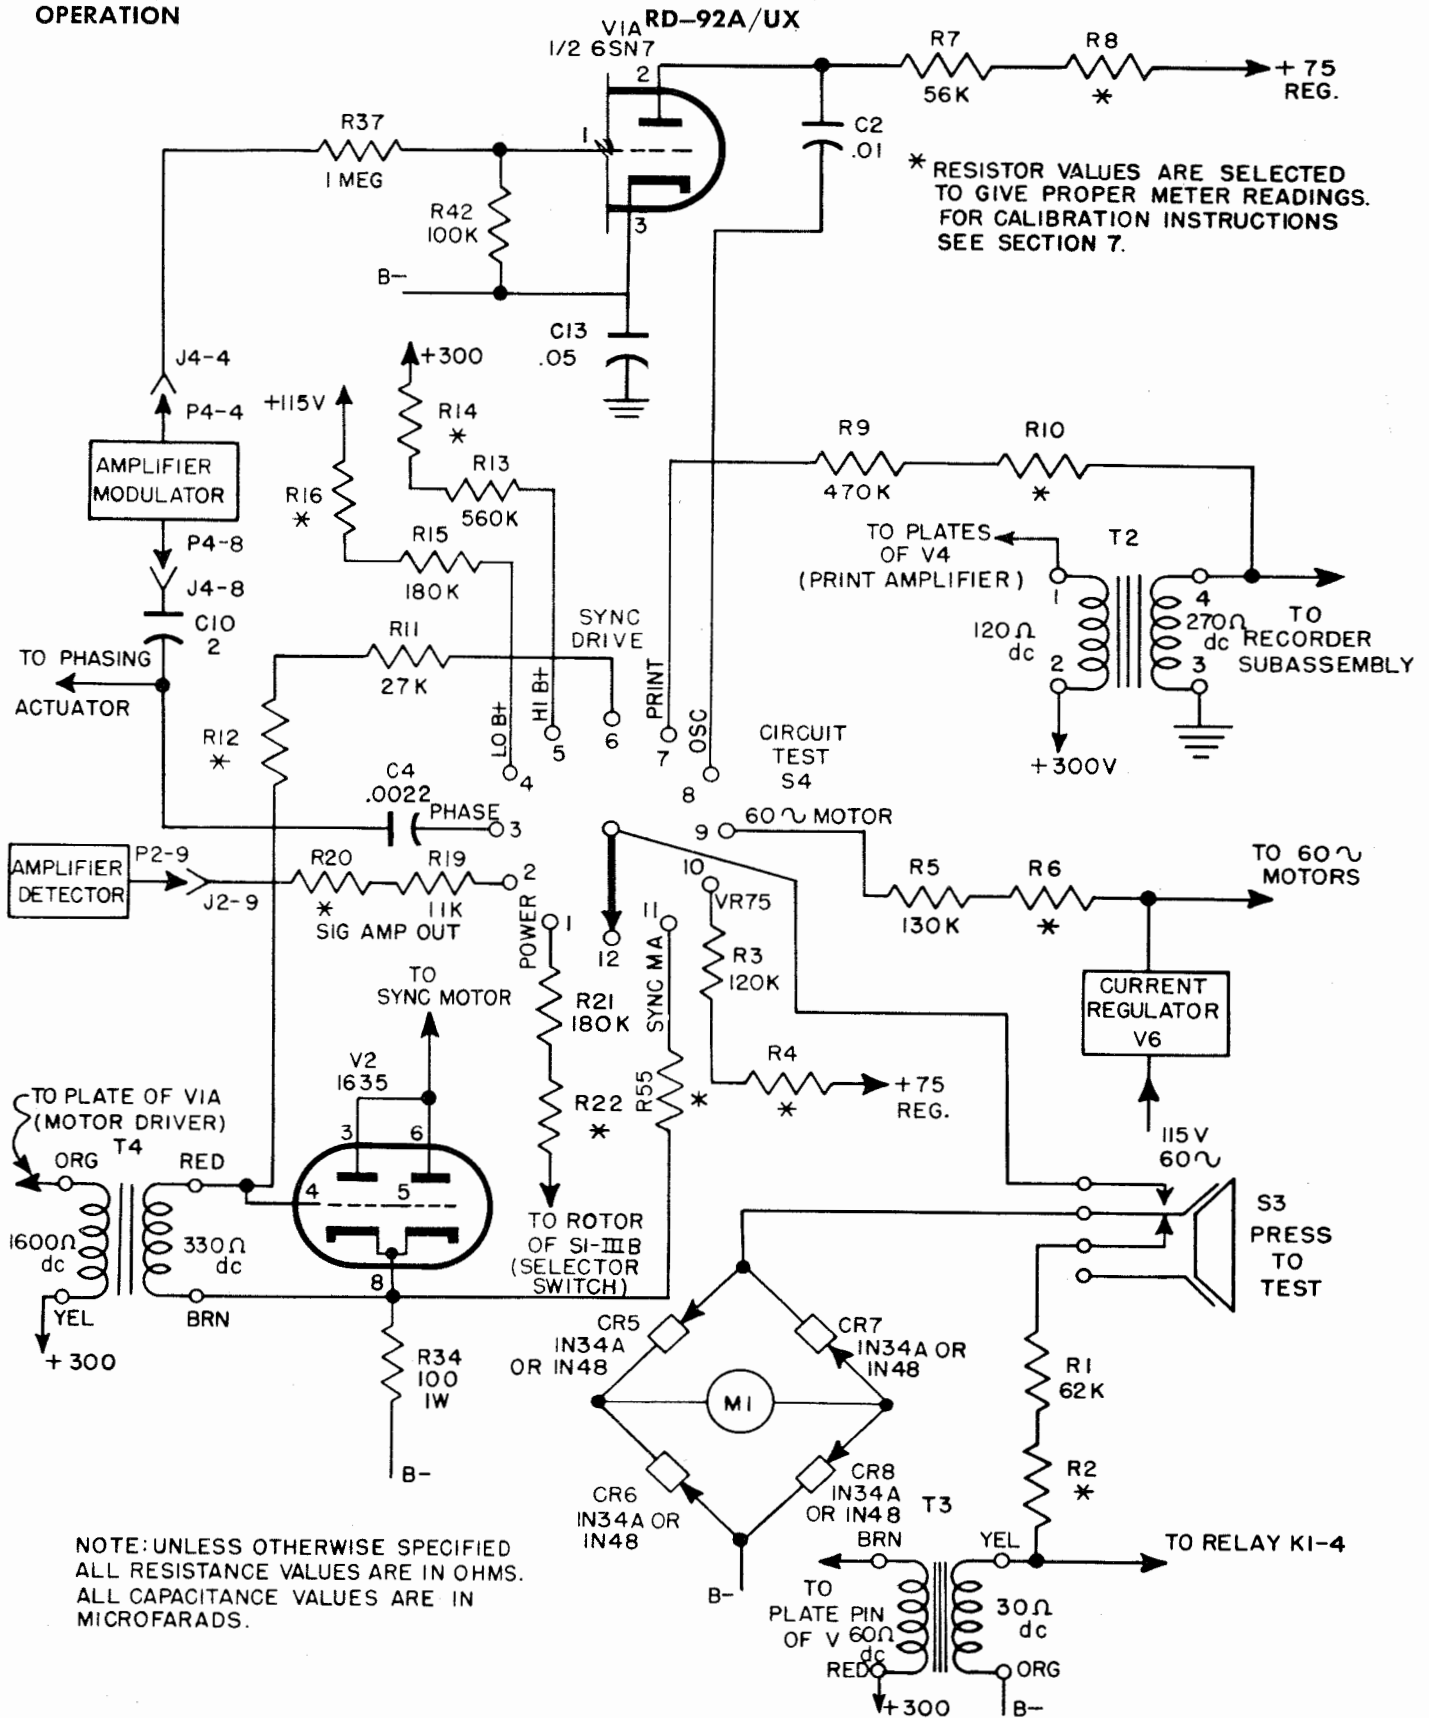 OPERATION
RD-92A/UX
V1A
1/2 6SN7
2
1
3
R7
56K
R8
*
+75
REG.
R37
1 MEG
C2
.01
* RESISTOR VALUES ARE SELECTED
TO GIVE PROPER METER READINGS.
FOR CALIBRATION INSTRUCTIONS
SEE SECTION 7.
R42
100K
B-
C13
.05
J4-4
P4-4
+300
+115V
R14
*
R13
560K
R16
*
R15
180K
AMPLIFIER
MODULATOR
P4-8
J4-8
C10
2
R9
470K
R10
*
TO PLATES
OF V4
(PRINT AMPLIFIER)
T2
1
4
120Ω
dc
270Ω
dc
2
3
TO
RECORDER
SUBASSEMBLY
+300V
TO PHASING
ACTUATOR
R11
27K
SYNC
DRIVE
R12
*
LO B+
HI B+
PRINT
OSC
4
5
6
7
8
CIRCUIT
TEST
S4
C4
.0022
PHASE
3
9
60~ MOTOR
AMPLIFIER
DETECTOR
P2-9
J2-9
R20
*
R19
11K
SIG AMP OUT
2
POWER
1
12
11
SYNC MA
10
VR75
R3
120K
R5
130K
R6
*
TO 60~
MOTORS
CURRENT
REGULATOR
V6
115V
60~
TO
SYNC MOTOR
V2
1635
3
6
4
5
8
R21
180K
R22
*
R55
*
R4
*
+75
REG.
TO PLATE OF V1A
(MOTOR DRIVER)
T4
ORG
RED
1600Ω
dc
330Ω
dc
YEL
BRN
+300
TO ROTOR
OF S1-IIIB
(SELECTOR
SWITCH)
R34
100
1W
B-
S3
PRESS
TO
TEST
CR5
IN34A
OR IN48
CR7
IN34A OR
IN48
M1
CR6
IN34A OR
IN48
CR8
IN34A
OR IN48
B-
R1
62K
R2
*
T3
BRN
YEL
TO RELAY K1-4
TO
PLATE PIN
OF V
60Ω
dc
30Ω
dc
RED
ORG
+300
B-
NOTE: UNLESS OTHERWISE SPECIFIED
ALL RESISTANCE VALUES ARE IN OHMS.
ALL CAPACITANCE VALUES ARE IN
MICROFARADS.